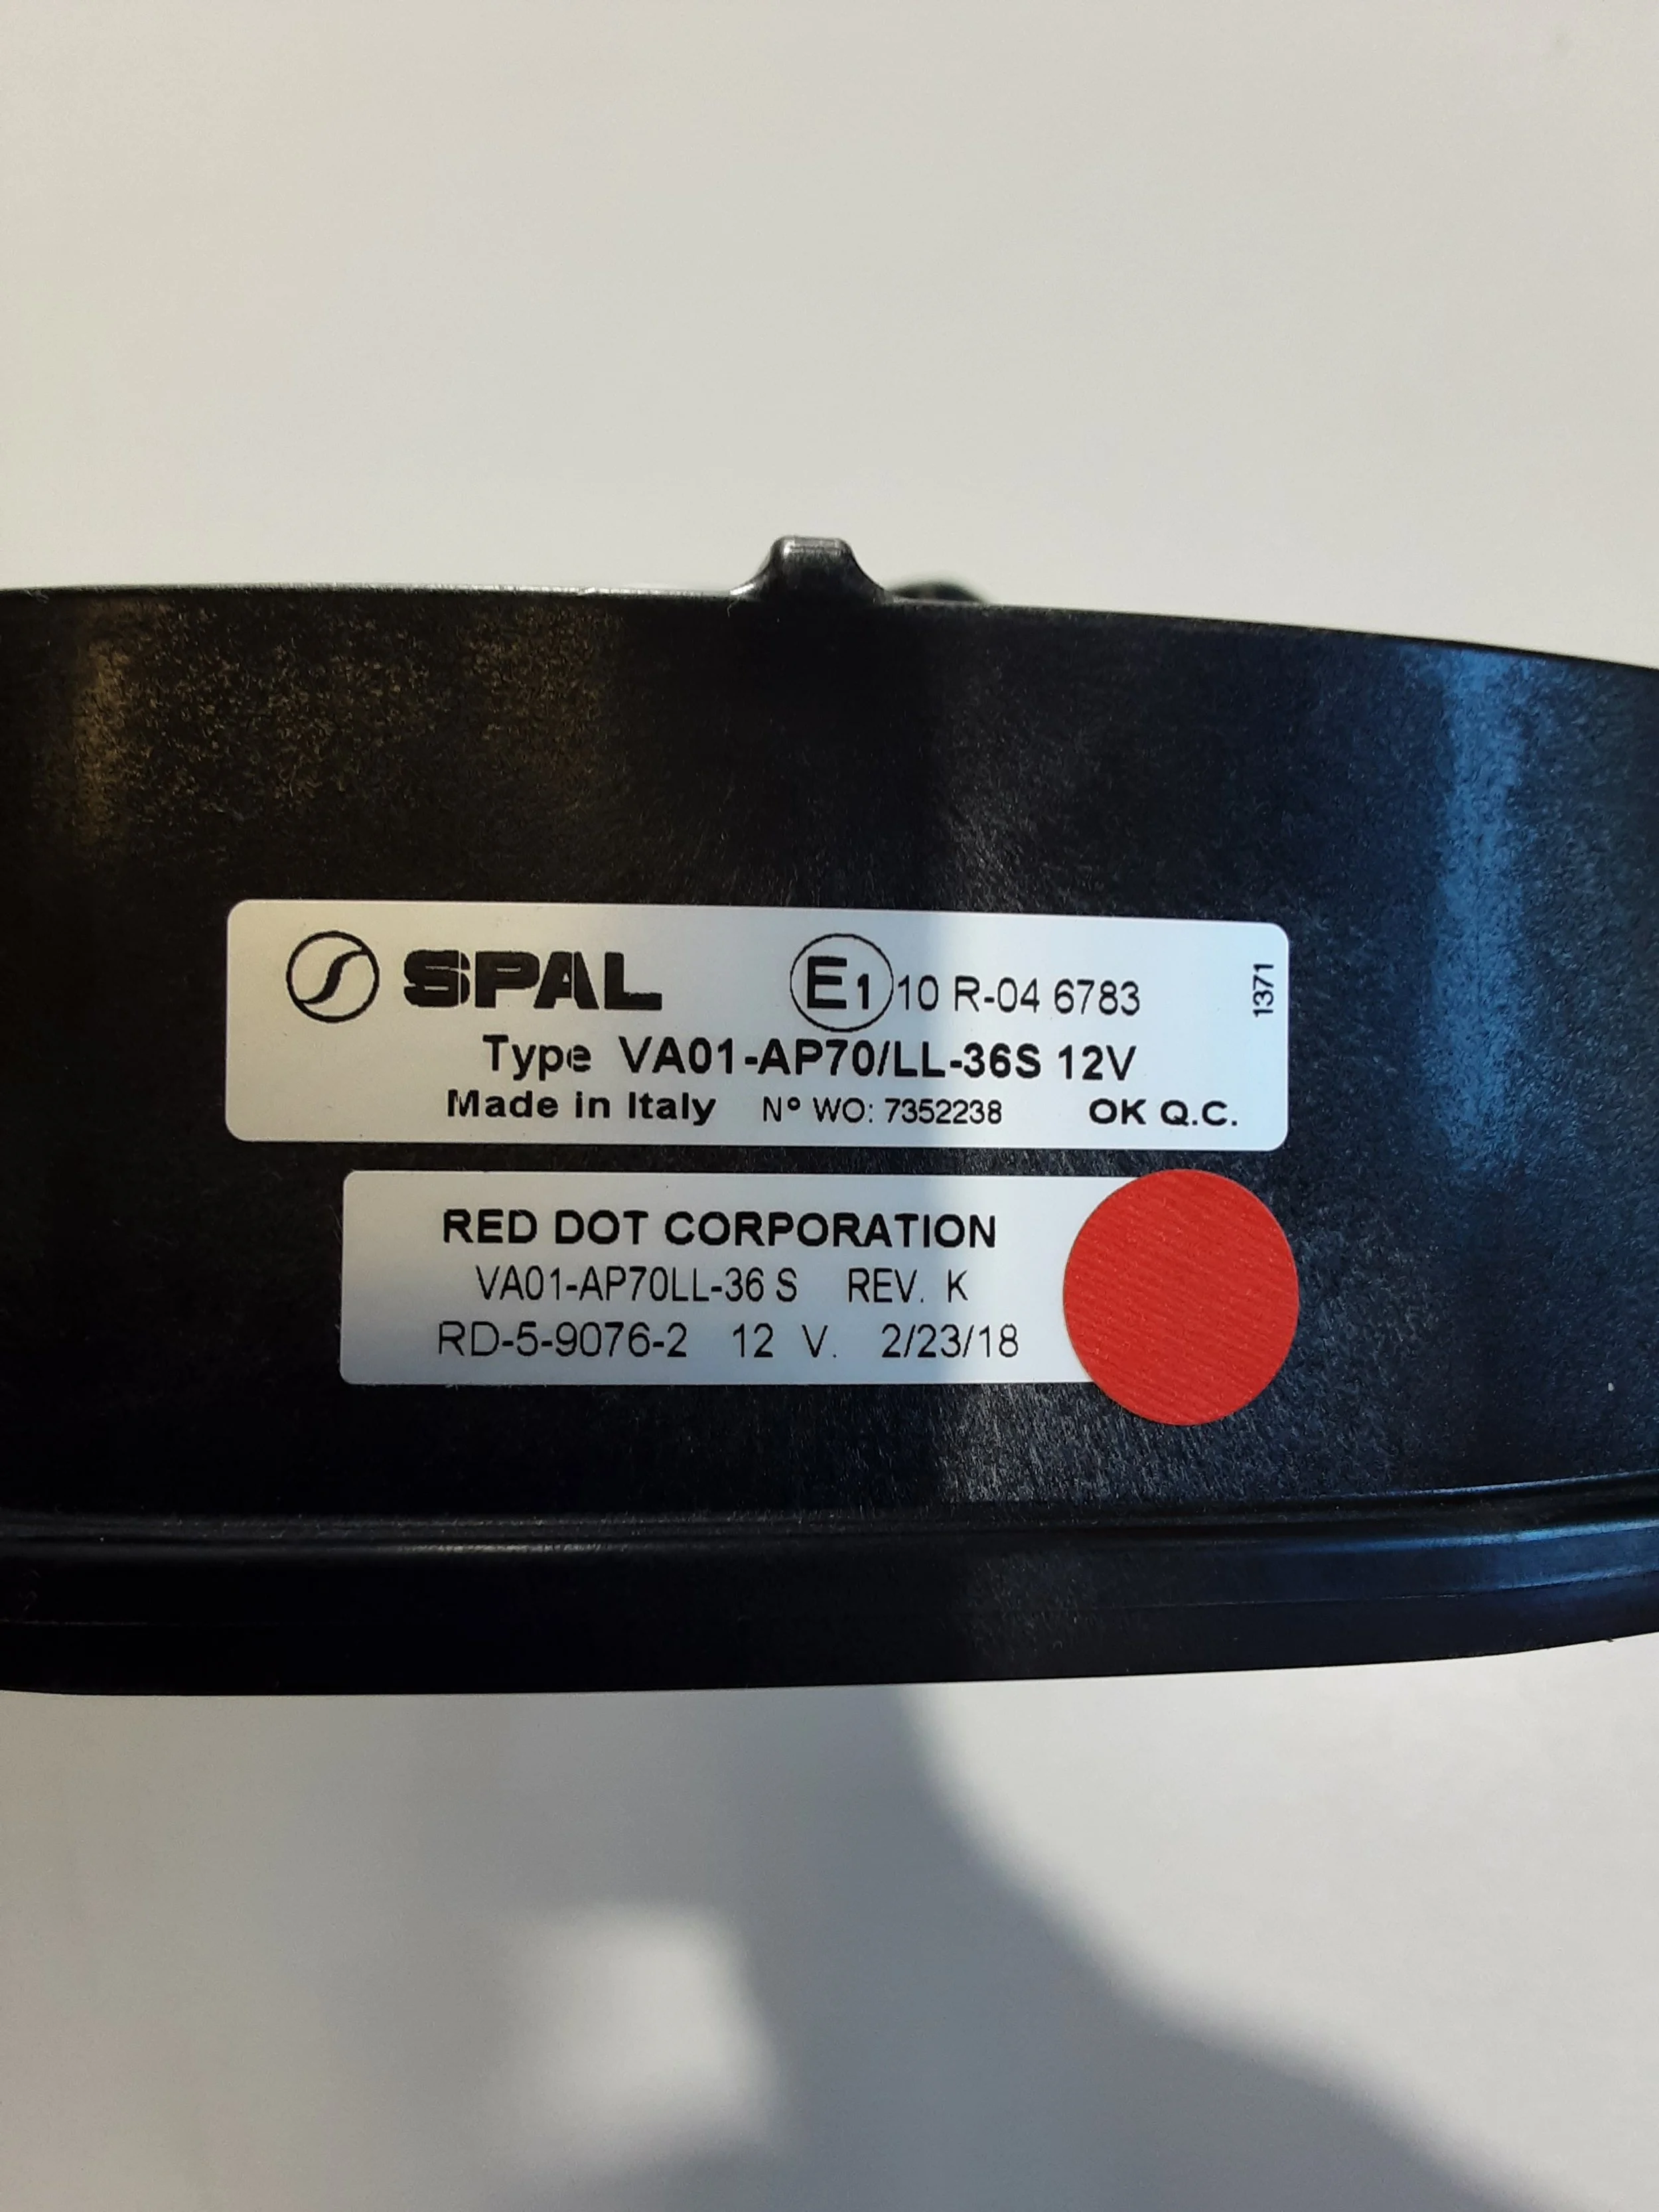 SPAL E1 10 R-04 6783
1371
Type VA01-AP70/LL-36S 12V
Made in Italy N° WO: 7352238 OK Q.C.
RED DOT CORPORATION
VA01-AP70LL-36 S REV. K
RD-5-9076-2 12 V. 2/23/18